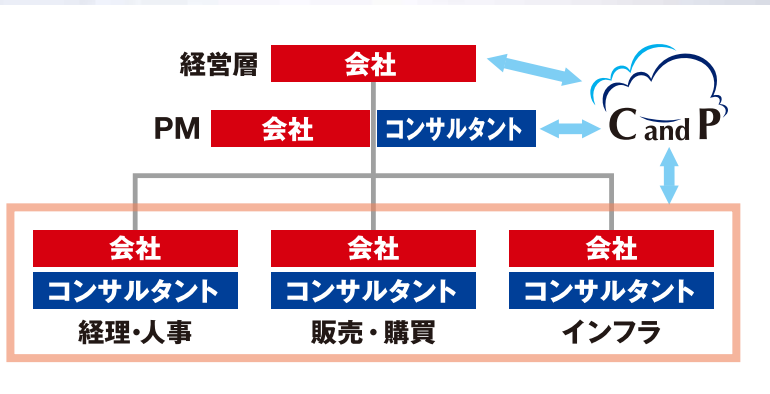 経営層 会社
PM 会社 コンサルタント
C and P
会社 会社 会社
コンサルタント コンサルタント コンサルタント
経理・人事 販売・購買 インフラ